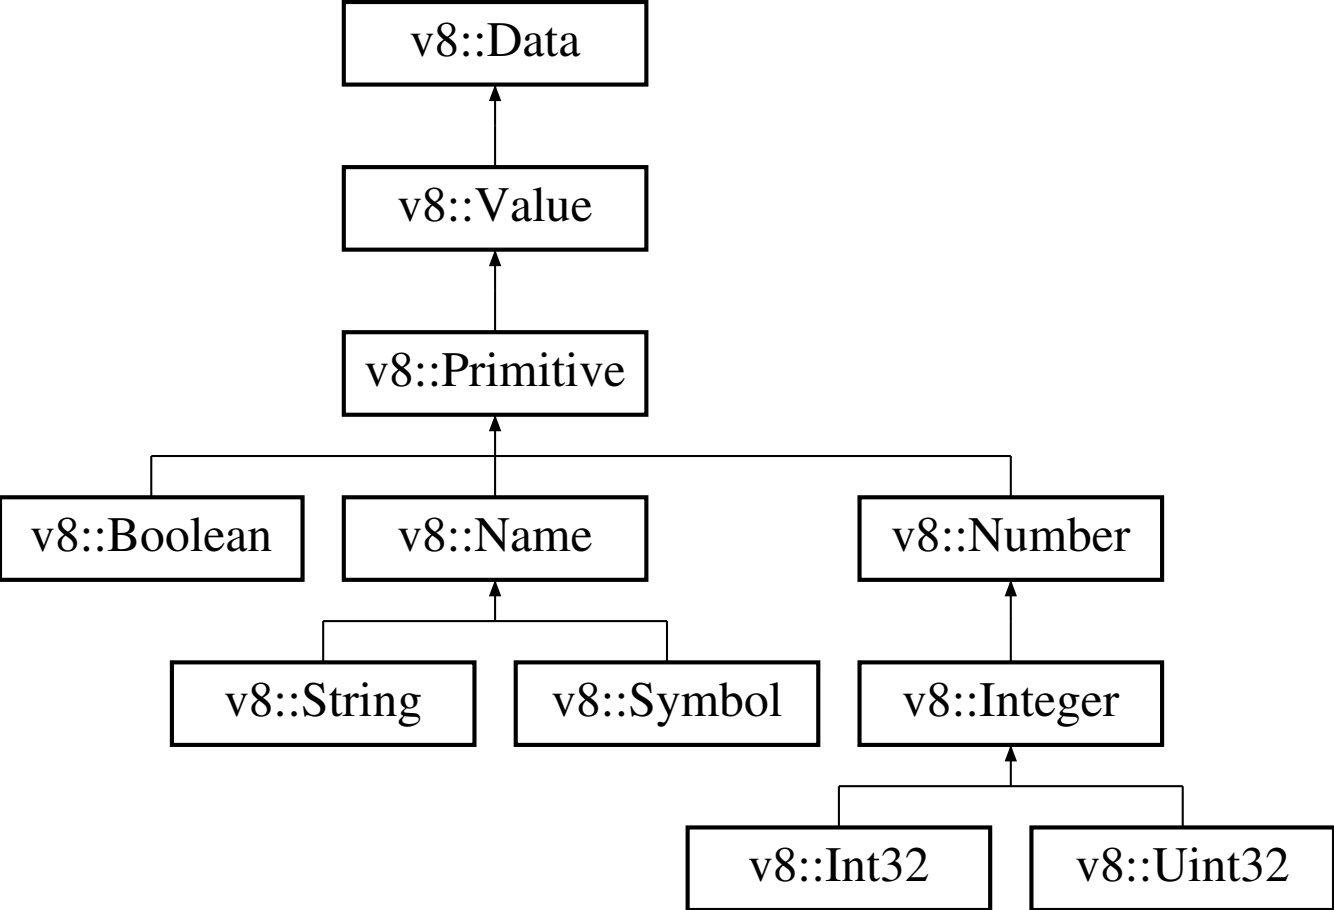 v8::Data
v8::Value
v8::Primitive
v8::Boolean
v8::Name
v8::Number
v8::String
v8::Symbol
v8::Integer
v8::Int32
v8::Uint32